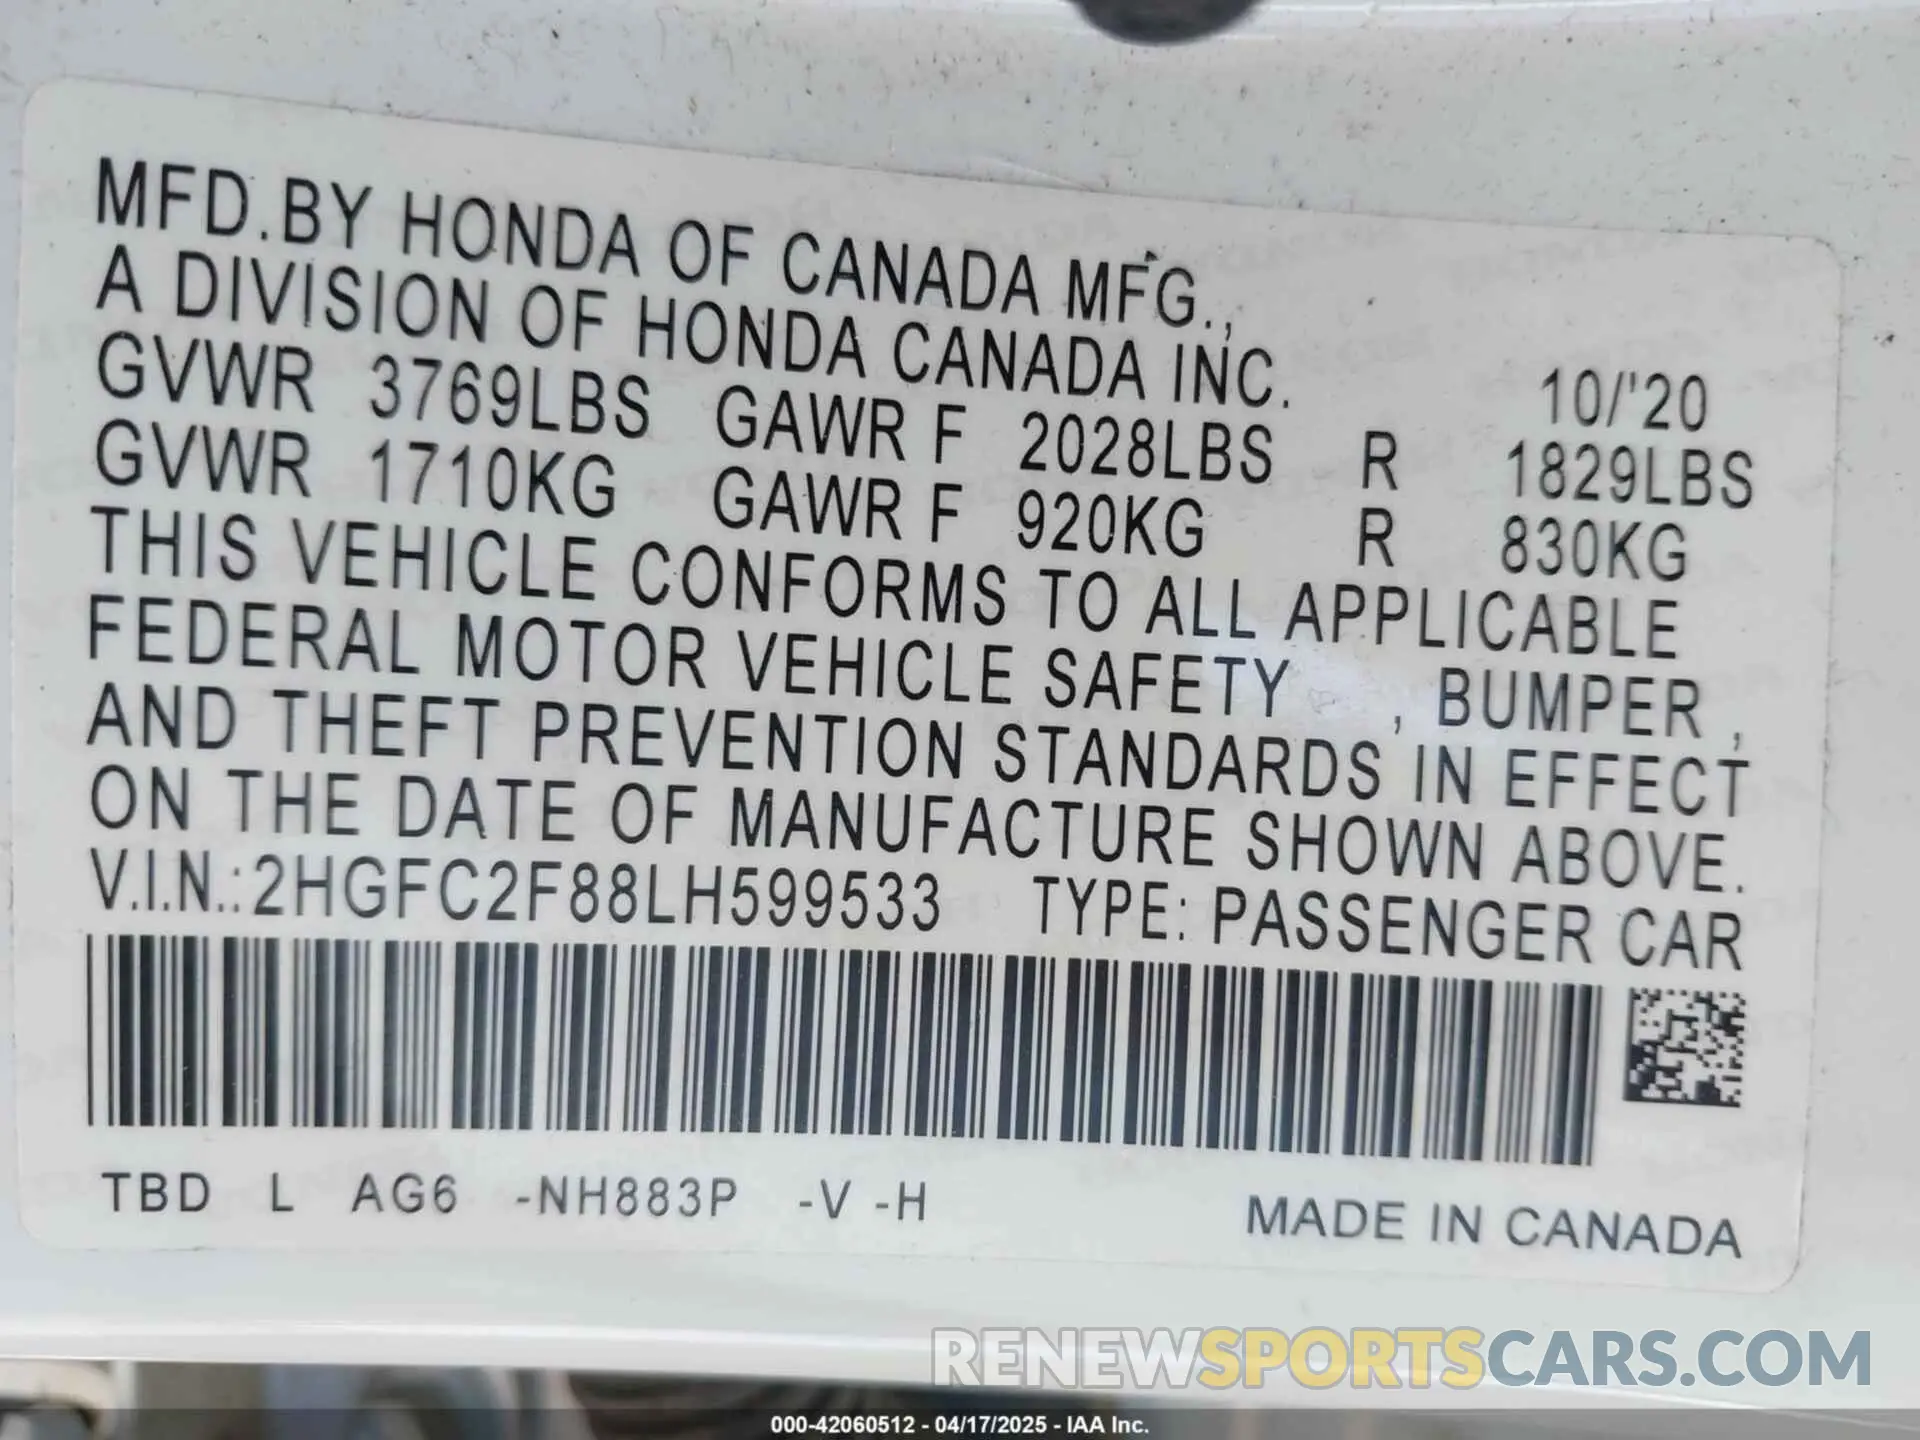 MFD.BY HONDA OF CANADA MFG.,
A DIVISION OF HONDA CANADA INC. 10/'20
GVWR 3769LBS GAWR F 2028LBS R 1829LBS
GVWR 1710KG GAWR F 920KG R 830KG
THIS VEHICLE CONFORMS TO ALL APPLICABLE
FEDERAL MOTOR VEHICLE SAFETY , BUMPER ,
AND THEFT PREVENTION STANDARDS IN EFFECT
ON THE DATE OF MANUFACTURE SHOWN ABOVE.
V.I.N.:2HGFC2F88LH599533 TYPE: PASSENGER CAR
TBD L AG6 -NH883P -V -H MADE IN CANADA
RENEWSPORTSCARS.COM
000-42060512 - 04/17/2025 - IAA Inc.